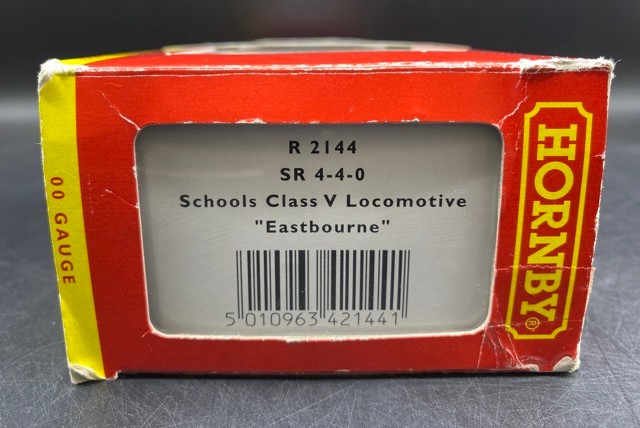 R 2144
SR 4-4-0
Schools Class V Locomotive
"Eastbourne"
5 010963 421441
00 GAUGE
HORNBY®